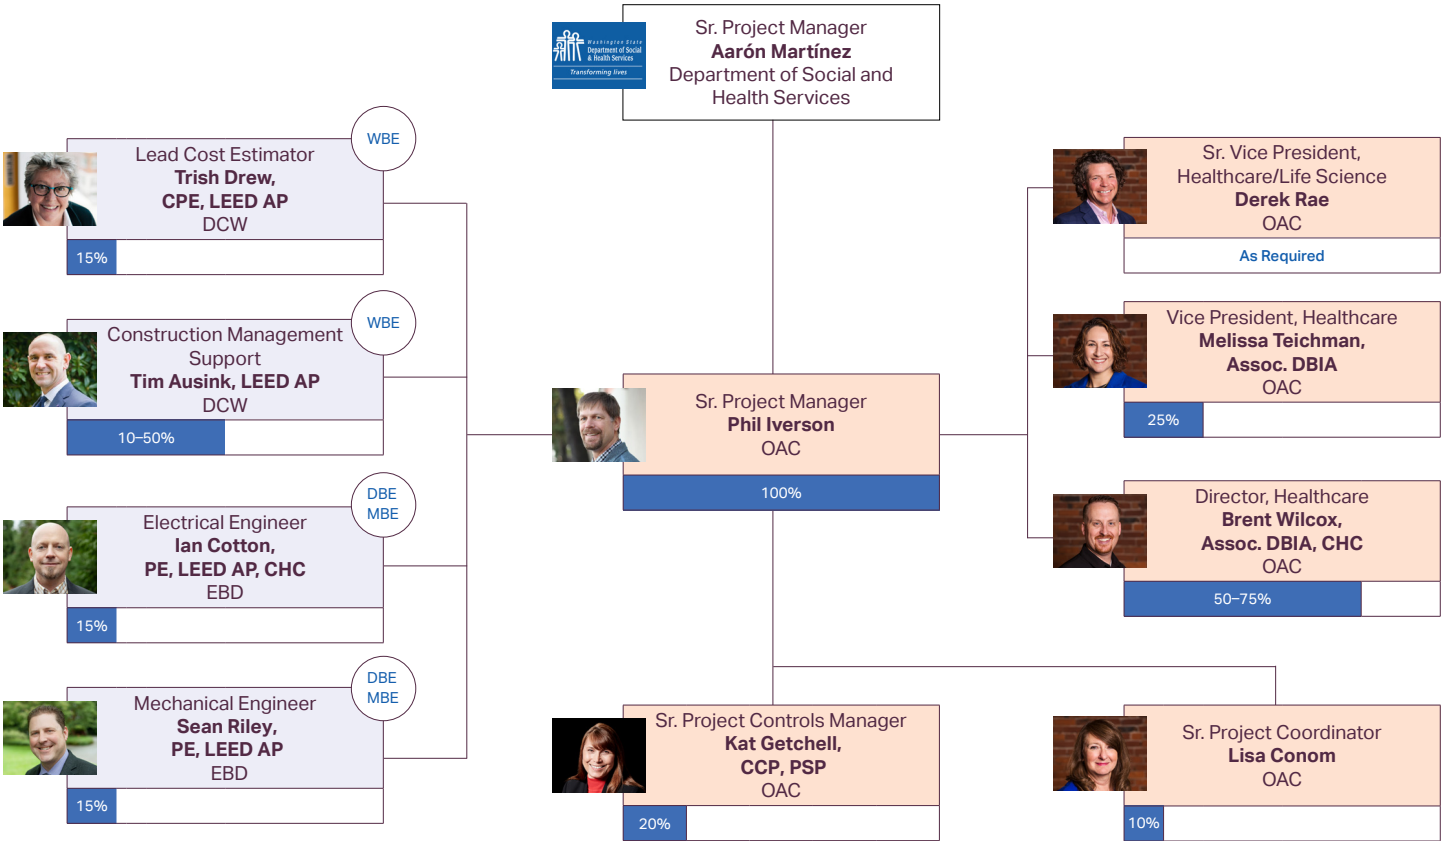 Sr. Project Manager
Aarón Martínez
Department of Social and
Health Services
Washington State
Department of Social
& Health Services
Transforming lives
WBE
Lead Cost Estimator
Trish Drew,
CPE, LEED AP
DCW
15%
WBE
Construction Management
Support
Tim Ausink, LEED AP
DCW
10–50%
DBE
MBE
Electrical Engineer
Ian Cotton,
PE, LEED AP, CHC
EBD
15%
DBE
MBE
Mechanical Engineer
Sean Riley,
PE, LEED AP
EBD
15%
Sr. Project Manager
Phil Iverson
OAC
100%
Sr. Vice President,
Healthcare/Life Science
Derek Rae
OAC
As Required
Vice President, Healthcare
Melissa Teichman,
Assoc. DBIA
OAC
25%
Director, Healthcare
Brent Wilcox,
Assoc. DBIA, CHC
OAC
50–75%
Sr. Project Controls Manager
Kat Getchell,
CCP, PSP
OAC
20%
Sr. Project Coordinator
Lisa Conom
OAC
10%